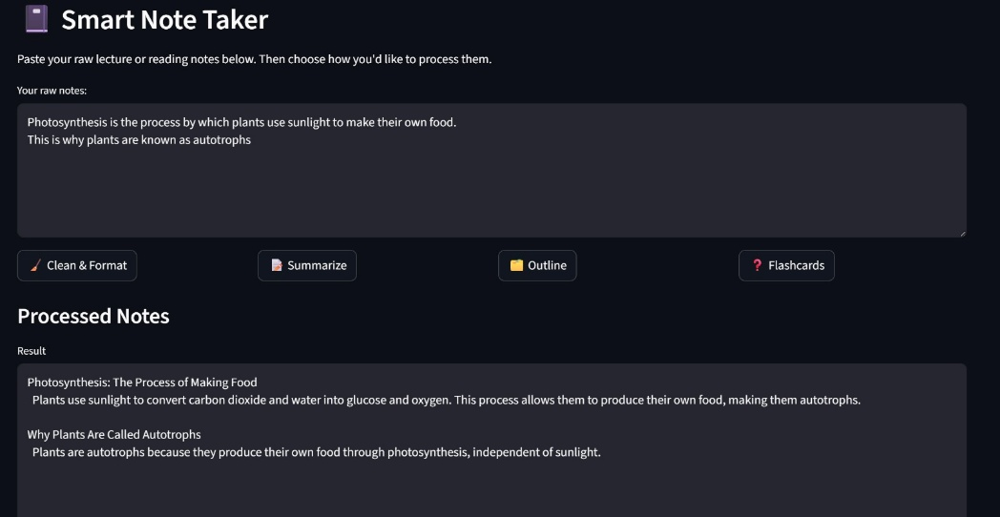 Smart Note Taker
Paste your raw lecture or reading notes below. Then choose how you'd like to process them.
Your raw notes:
Photosynthesis is the process by which plants use sunlight to make their own food.
This is why plants are known as autotrophs
Clean & Format
Summarize
Outline
Flashcards
Processed Notes
Result
Photosynthesis: The Process of Making Food
Plants use sunlight to convert carbon dioxide and water into glucose and oxygen. This process allows them to produce their own food, making them autotrophs.
Why Plants Are Called Autotrophs
Plants are autotrophs because they produce their own food through photosynthesis, independent of sunlight.